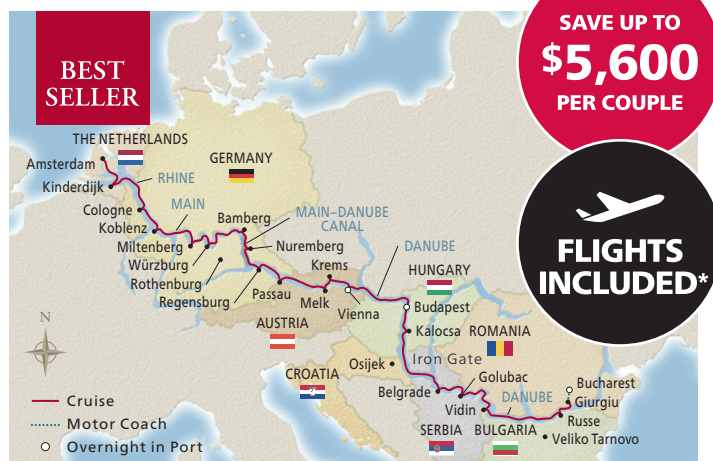 BEST
SELLER
SAVE UP TO
$5,600
PER COUPLE
FLIGHTS
INCLUDED*
THE NETHERLANDS
Amsterdam
Kinderdijk
RHINE
GERMANY
Cologne
MAIN
Koblenz
Bamberg
MAIN–DANUBE
CANAL
Miltenberg
Nuremberg
Würzburg
DANUBE
Rothenburg
Krems
HUNGARY
Regensburg
Passau
Melk
Vienna
Budapest
AUSTRIA
Kalocsa
ROMANIA
N
Osijek
Iron Gate
CROATIA
Golubac
Belgrade
DANUBE
Bucharest
Giurgiu
Vidin
Russe
SERBIA
BULGARIA
Veliko Tarnovo
Cruise
Motor Coach
Overnight in Port